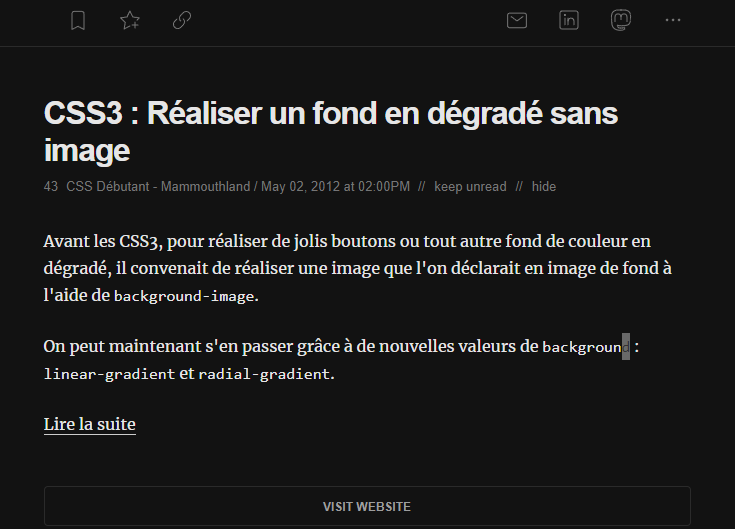 CSS3 : Réaliser un fond en dégradé sans
image
43 CSS Débutant - Mammouthland / May 02, 2012 at 02:00PM // keep unread // hide
Avant les CSS3, pour réaliser de jolis boutons ou tout autre fond de couleur en
dégradé, il convenait de réaliser une image que l'on déclarait en image de fond à
l'aide de background-image.
On peut maintenant s'en passer grâce à de nouvelles valeurs de background :
linear-gradient et radial-gradient.
Lire la suite
VISIT WEBSITE